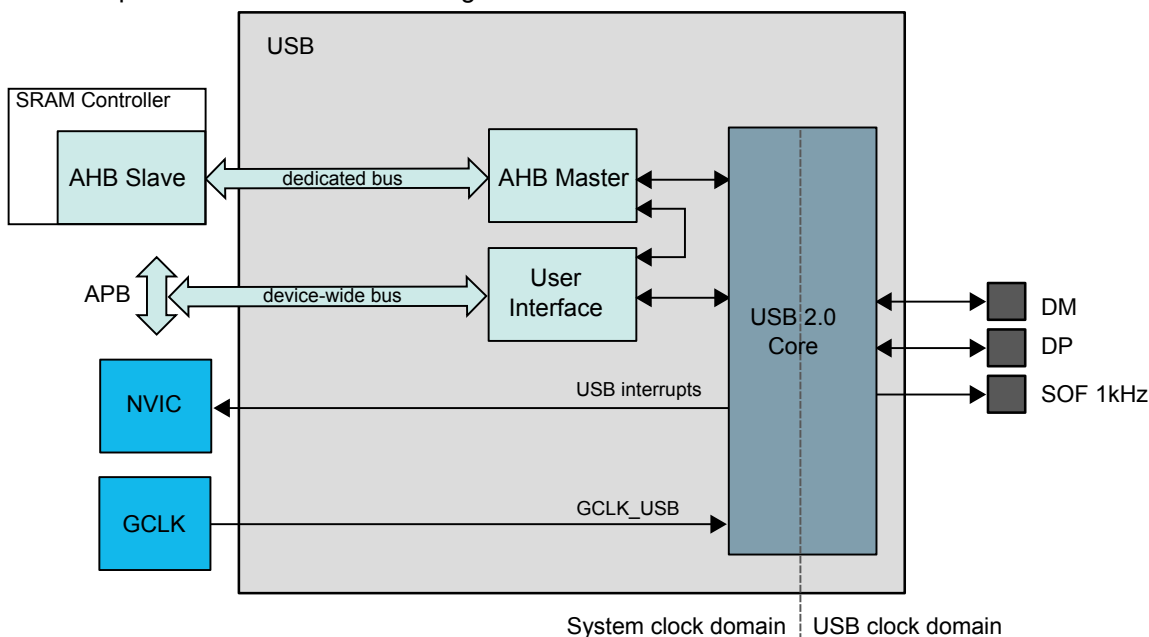 USB
SRAM Controller
AHB Slave
dedicated bus
AHB Master
APB
device-wide bus
User
Interface
USB 2.0
Core
DM
DP
SOF 1kHz
NVIC
USB interrupts
GCLK
GCLK_USB
System clock domain
USB clock domain